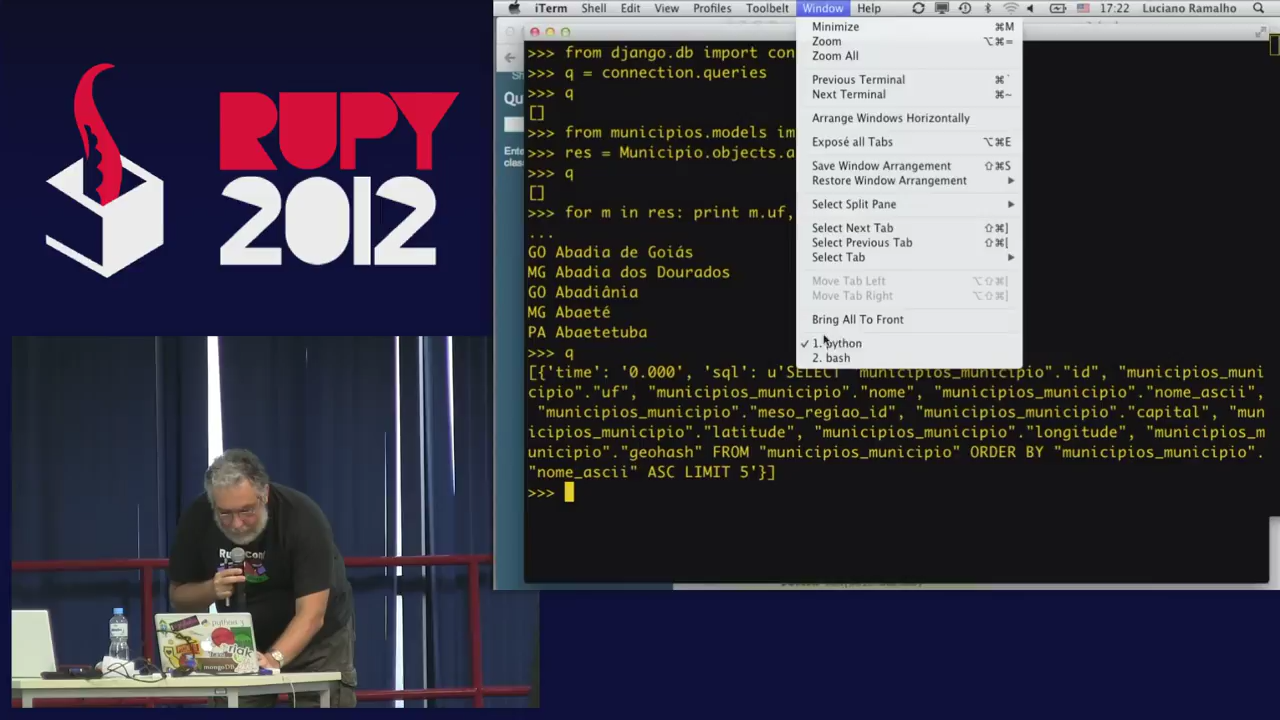 RUPY
2012
iTerm Shell Edit View Profiles Toolbelt Window Help 17:22 Luciano Ramalho
Minimize ⌘M
Zoom ⌥⌘=
Zoom All
Previous Terminal ⌘`
Next Terminal ⌘~
Arrange Windows Horizontally
Exposé all Tabs ⌥⌘E
Save Window Arrangement ⇧⌘S
Restore Window Arrangement
Select Split Pane
Select Next Tab ⇧⌘]
Select Previous Tab ⇧⌘[
Select Tab
Move Tab Left ⌥⇧⌘[
Move Tab Right ⌥⇧⌘]
Bring All To Front
✓ 1. python
2. bash
>>> from django.db import con
>>> q = connection.queries
>>> q
[]
>>> from municipios.models im
>>> res = Municipio.objects.a
>>> q
[]
>>> for m in res: print m.uf,
...
GO Abadia de Goiás
MG Abadia dos Dourados
GO Abadiânia
MG Abaeté
PA Abaetetuba
>>> q
[{'time': '0.000', 'sql': u'SELECT "municipios_municipio"."id", "municipios_muni
cipio"."uf", "municipios_municipio"."nome", "municipios_municipio"."nome_ascii",
"municipios_municipio"."meso_regiao_id", "municipios_municipio"."capital", "mun
icipios_municipio"."latitude", "municipios_municipio"."longitude", "municipios_m
unicipio"."geohash" FROM "municipios_municipio" ORDER BY "municipios_municipio".
"nome_ascii" ASC LIMIT 5'}]
>>>
Qu
Ente
clas
python
mongoDB